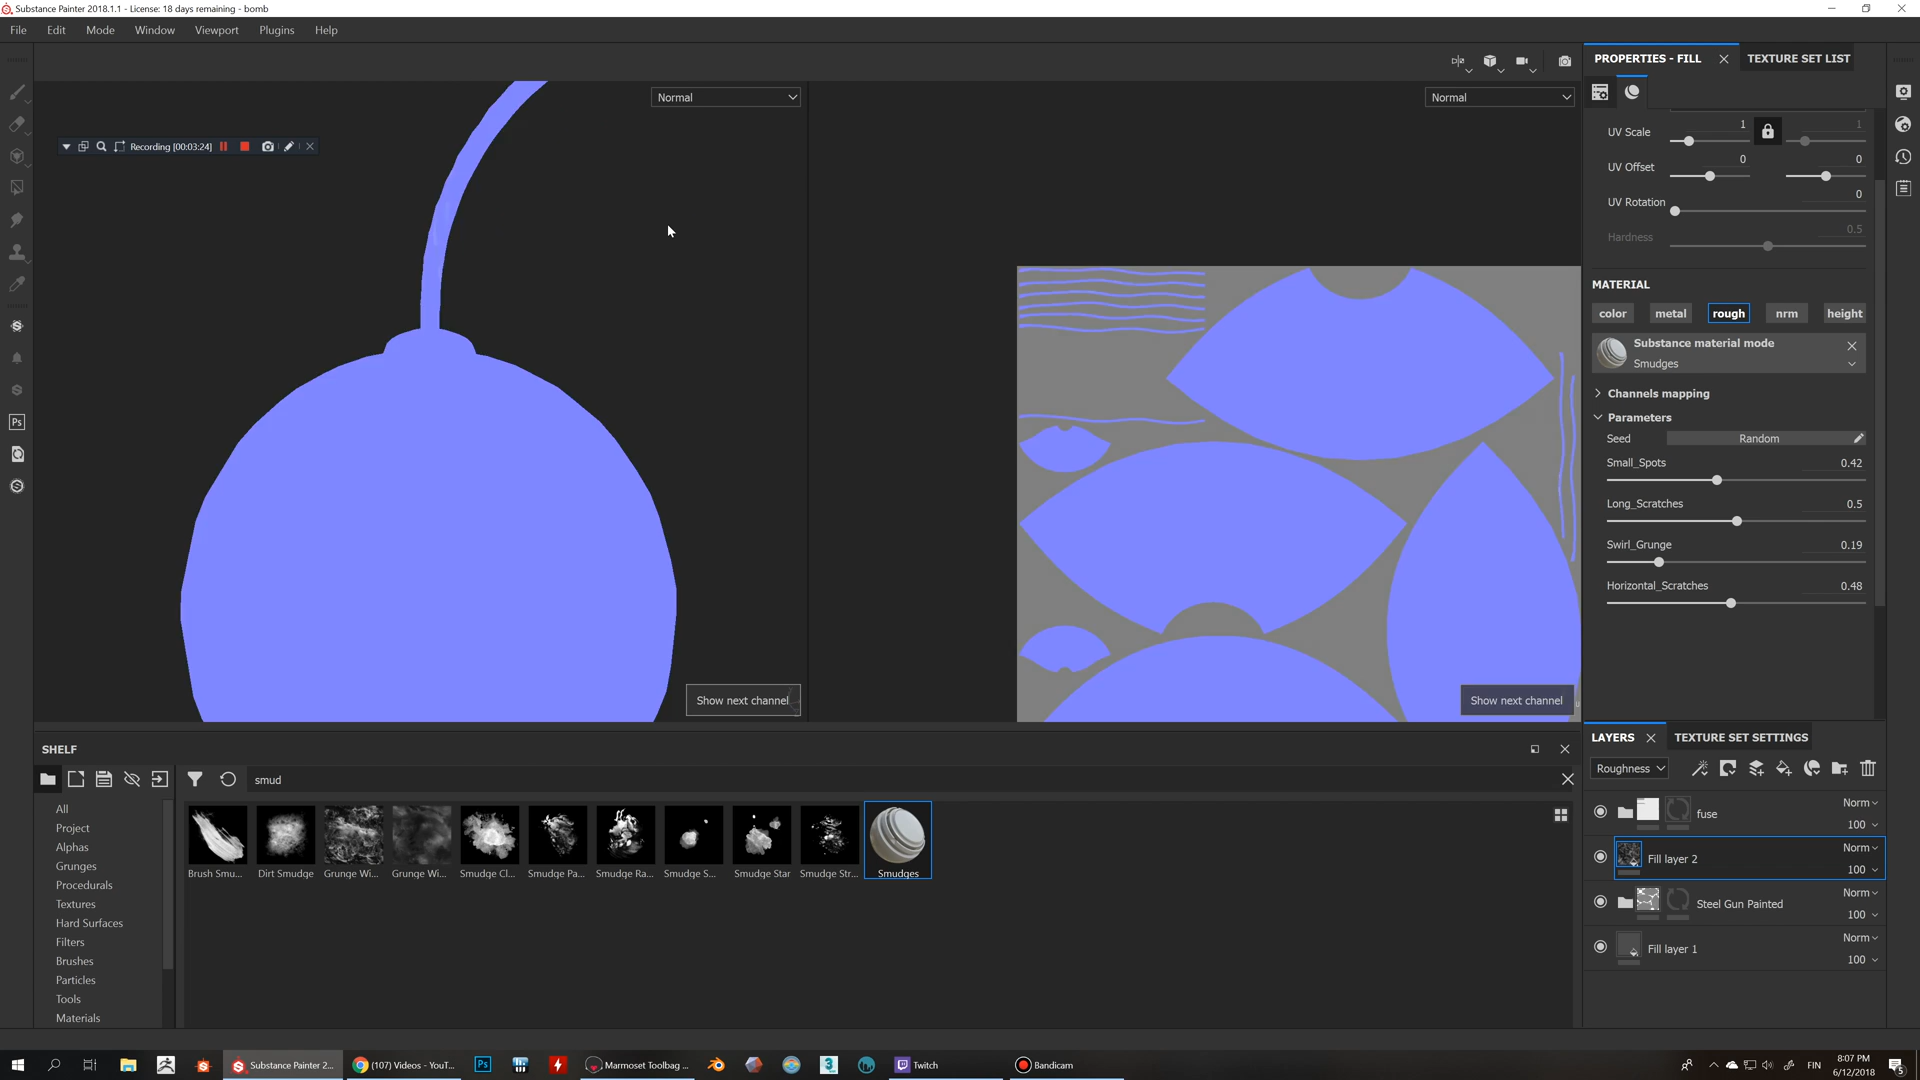 Substance Painter 2018.1.1 - License: 18 days remaining - bomb
File Edit Mode Window Viewport Plugins Help
PROPERTIES - FILL
TEXTURE SET LIST
Normal
Normal
Recording [00:03:24]
UV Scale 1 1
UV Offset 0 0
UV Rotation 0
Hardness 0.5
MATERIAL
color metal rough nrm height
Substance material mode
Smudges
Channels mapping
Parameters
Seed Random
Small_Spots 0.42
Long_Scratches 0.5
Swirl_Grunge 0.19
Horizontal_Scratches 0.48
Show next channel
Show next channel
SHELF
smud
All
Project
Alphas
Grunges
Procedurals
Textures
Hard Surfaces
Filters
Brushes
Particles
Tools
Materials
Brush Smu... Dirt Smudge Grunge Wi... Grunge Wi... Smudge Cl... Smudge Pa... Smudge Ra... Smudge S... Smudge Star Smudge Str... Smudges
LAYERS
TEXTURE SET SETTINGS
Roughness
fuse Norm 100
Fill layer 2 Norm 100
Steel Gun Painted Norm 100
Fill layer 1 Norm 100
Substance Painter 2... (107) Videos - YouT... Ps Marmoset Toolbag ... Twitch Bandicam
FIN
8:07 PM
6/12/2018
5